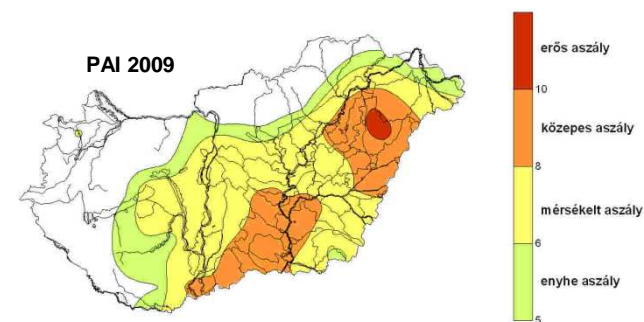 PAI 2009
erős aszály
10
közepes aszály
8
mérsékelt aszály
6
enyhe aszály
5